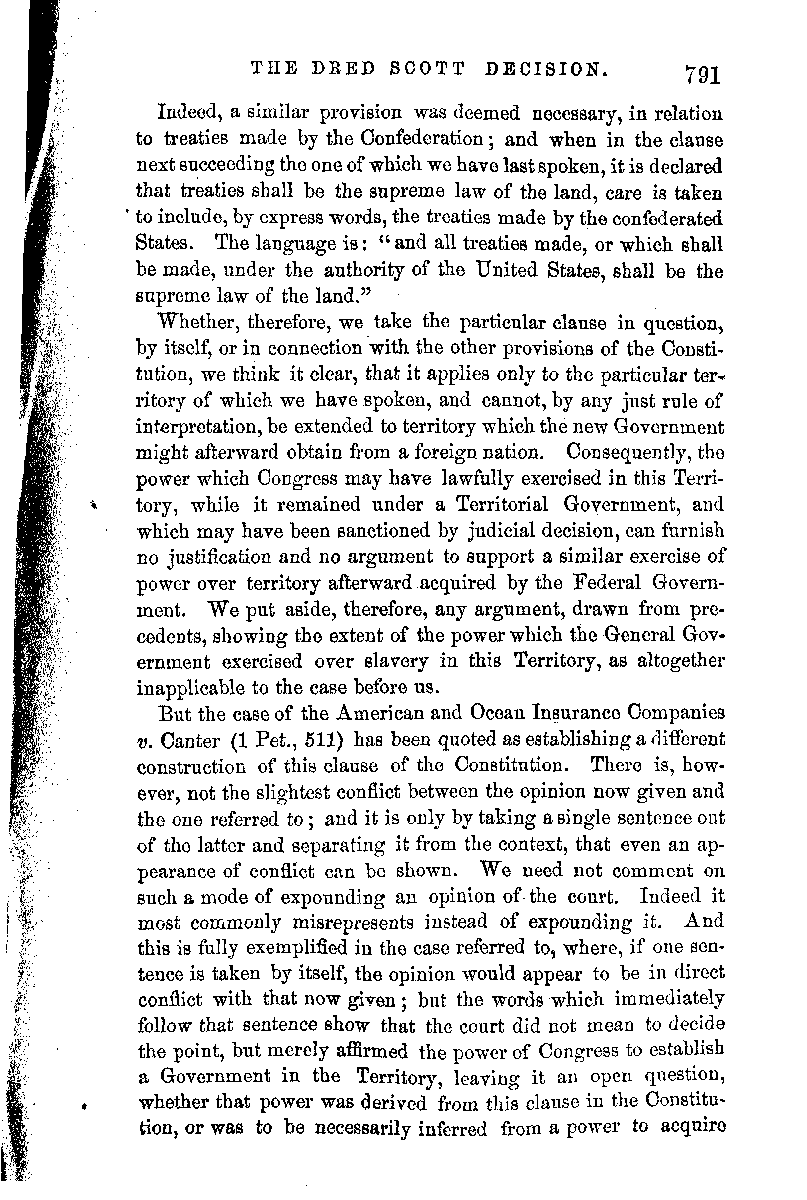 THE DRED SCOTT DECISION. 791
Indeed, a similar provision was deemed necessary, in relation
to treaties made by the Confederation; and when in the clause
next succeeding the one of which we have last spoken, it is declared
that treaties shall be the supreme law of the land, care is taken
to include, by express words, the treaties made by the confederated
States. The language is: “and all treaties made, or which shall
be made, under the authority of the United States, shall be the
supreme law of the land.”
Whether, therefore, we take the particular clause in question,
by itself, or in connection with the other provisions of the Consti-
tution, we think it clear, that it applies only to the particular ter-
ritory of which we have spoken, and cannot, by any just rule of
interpretation, be extended to territory which the new Government
might afterward obtain from a foreign nation. Consequently, the
power which Congress may have lawfully exercised in this Terri-
tory, while it remained under a Territorial Government, and
which may have been sanctioned by judicial decision, can furnish
no justification and no argument to support a similar exercise of
power over territory afterward acquired by the Federal Govern-
ment. We put aside, therefore, any argument, drawn from pre-
cedents, showing the extent of the power which the General Gov-
ernment exercised over slavery in this Territory, as altogether
inapplicable to the case before us.
But the case of the American and Ocean Insurance Companies
v. Canter (1 Pet., 511) has been quoted as establishing a different
construction of this clause of the Constitution. There is, how-
ever, not the slightest conflict between the opinion now given and
the one referred to; and it is only by taking a single sentence out
of the latter and separating it from the context, that even an ap-
pearance of conflict can be shown. We need not comment on
such a mode of expounding an opinion of the court. Indeed it
most commonly misrepresents instead of expounding it. And
this is fully exemplified in the case referred to, where, if one sen-
tence is taken by itself, the opinion would appear to be in direct
conflict with that now given; but the words which immediately
follow that sentence show that the court did not mean to decide
the point, but merely affirmed the power of Congress to establish
a Government in the Territory, leaving it an open question,
whether that power was derived from this clause in the Constitu-
tion, or was to be necessarily inferred from a power to acquire